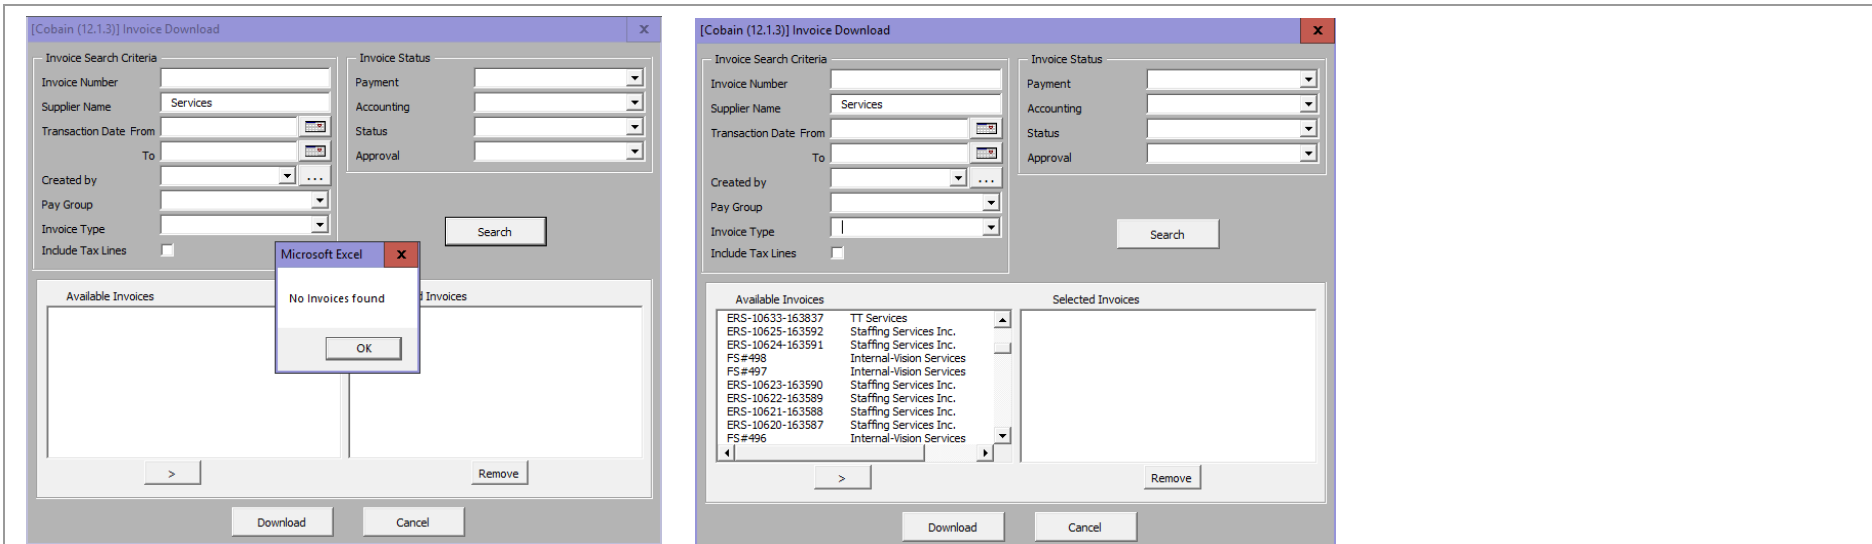 [Cobain (12.1.3)] Invoice Download
x
Invoice Search Criteria
Invoice Number
Supplier Name Services
Transaction Date From
To
Created by
...
Pay Group
Invoice Type
Include Tax Lines
Invoice Status
Payment
Accounting
Status
Approval
Search
Microsoft Excel
x
No Invoices found
OK
Available Invoices
d Invoices
>
Remove
Download
Cancel
[Cobain (12.1.3)] Invoice Download
x
Invoice Search Criteria
Invoice Number
Supplier Name Services
Transaction Date From
To
Created by
...
Pay Group
Invoice Type
Include Tax Lines
Invoice Status
Payment
Accounting
Status
Approval
Search
Available Invoices
ERS-10633-163837 TT Services
ERS-10625-163592 Staffing Services Inc.
ERS-10624-163591 Staffing Services Inc.
FS#498 Internal-Vision Services
FS#497 Internal-Vision Services
ERS-10623-163590 Staffing Services Inc.
ERS-10622-163589 Staffing Services Inc.
ERS-10621-163588 Staffing Services Inc.
ERS-10620-163587 Staffing Services Inc.
FS#496 Internal-Vision Services
Selected Invoices
>
Remove
Download
Cancel